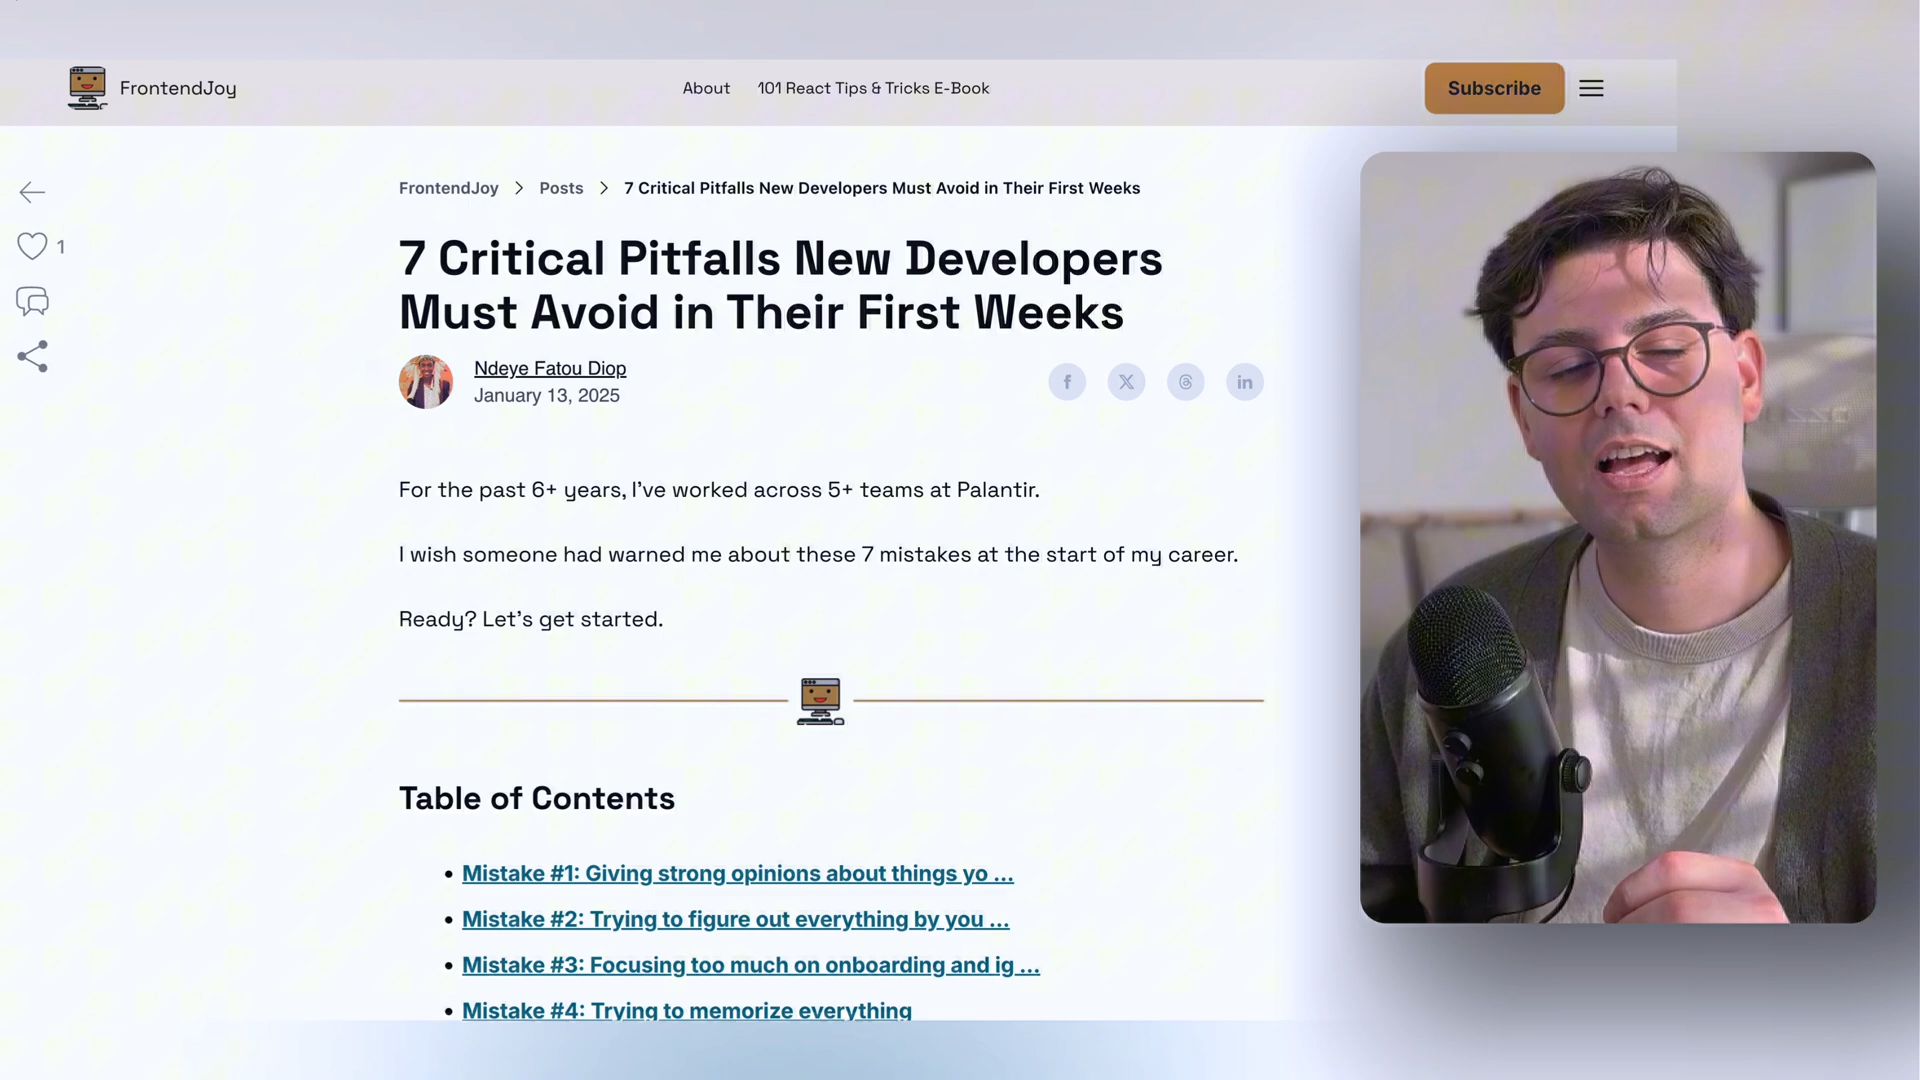 FrontendJoy
About
101 React Tips & Tricks E-Book
Subscribe
1
FrontendJoy > Posts > 7 Critical Pitfalls New Developers Must Avoid in Their First Weeks
7 Critical Pitfalls New Developers
Must Avoid in Their First Weeks
Ndeye Fatou Diop
January 13, 2025
For the past 6+ years, I've worked across 5+ teams at Palantir.
I wish someone had warned me about these 7 mistakes at the start of my career.
Ready? Let's get started.
Table of Contents
• Mistake #1: Giving strong opinions about things yo ...
• Mistake #2: Trying to figure out everything by you ...
• Mistake #3: Focusing too much on onboarding and ig ...
• Mistake #4: Trying to memorize everything